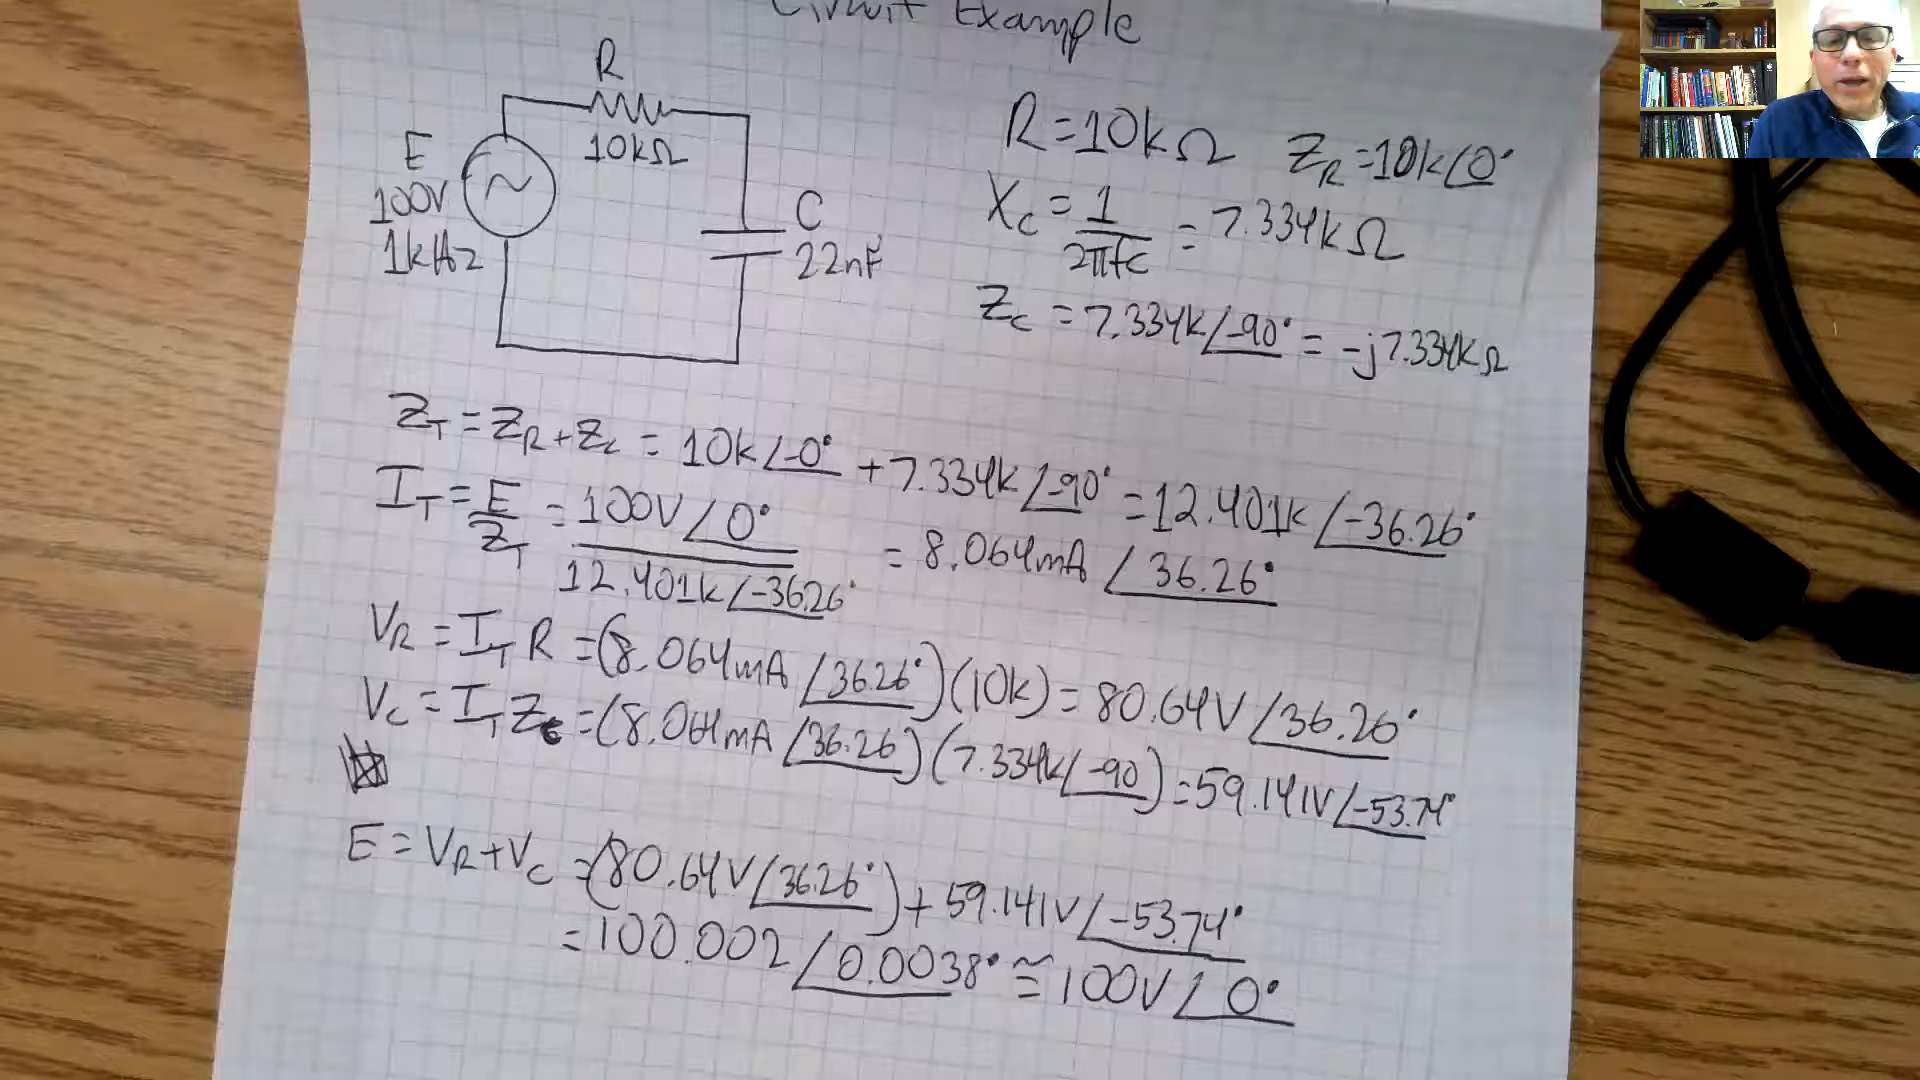 Circuit Example
R
10kΩ
E
100V
1kHz
C
22nF
R = 10kΩ Z_R = 10k∠0°
X_C = 1/(2πfC) = 7.334kΩ
Z_C = 7.334k∠-90° = -j7.334kΩ
Z_T = Z_R + Z_C = 10k∠-0° + 7.334k∠-90° = 12.401k∠-36.26°
I_T = E/Z_T = 100V∠0° / 12.401k∠-36.26° = 8.064mA∠36.26°
V_R = I_T R = (8.064mA∠36.26°)(10k) = 80.64V∠36.26°
V_C = I_T Z_C = (8.064mA∠36.26)(7.334k∠-90) = 59.141V∠-53.74°
E = V_R + V_C = (80.64V∠36.26°) + 59.141V∠-53.74°
= 100.002∠0.0038° ≅ 100V∠0°